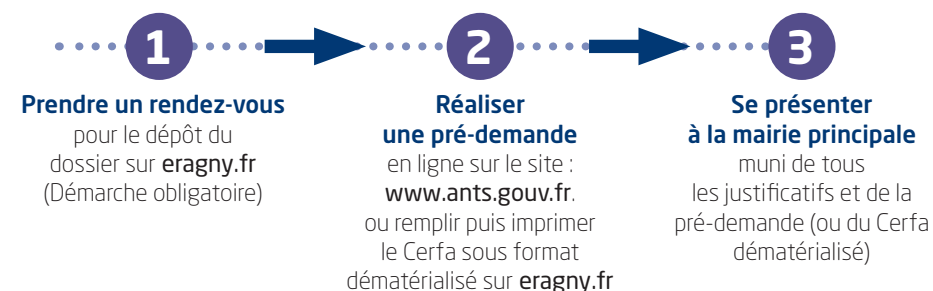 1
Prendre un rendez-vous
pour le dépôt du
dossier sur eragny.fr
(Démarche obligatoire)
2
Réaliser
une pré-demande
en ligne sur le site :
www.ants.gouv.fr.
ou remplir puis imprimer
le Cerfa sous format
dématérialisé sur eragny.fr
3
Se présenter
à la mairie principale
muni de tous
les justificatifs et de la
pré-demande (ou du Cerfa
dématérialisé)